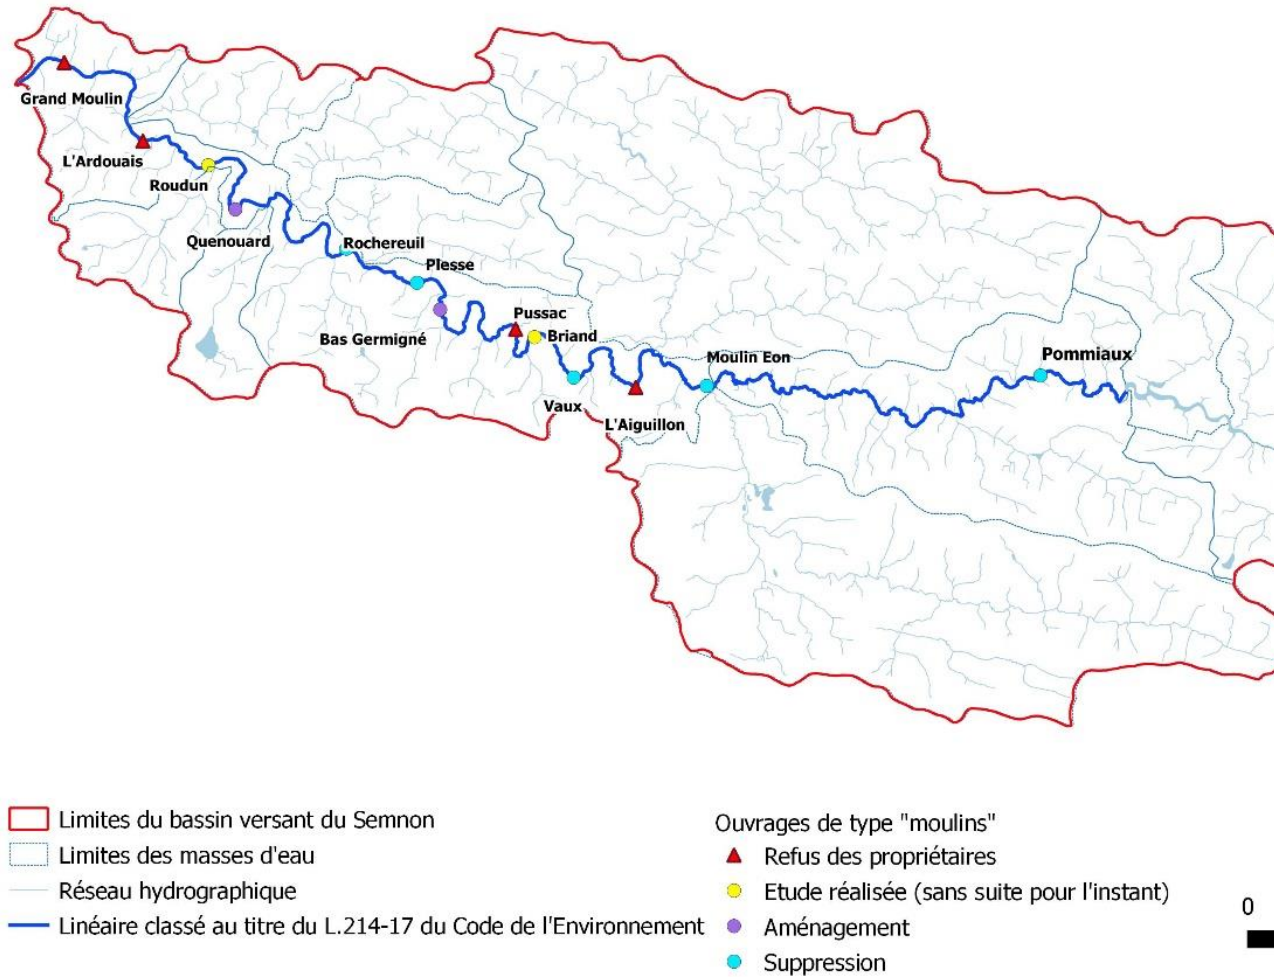 Grand Moulin
L'Ardouais
Roudun
Quenouard
Rochereuil
Plesse
Bas Germigné
Pussac
Briand
Vaux
L'Aiguillon
Moulin Eon
Pommiaux
Limites du bassin versant du Semnon
Limites des masses d'eau
Réseau hydrographique
Linéaire classé au titre du L.214-17 du Code de l'Environnement
Ouvrages de type "moulins"
Refus des propriétaires
Etude réalisée (sans suite pour l'instant)
Aménagement
Suppression
0